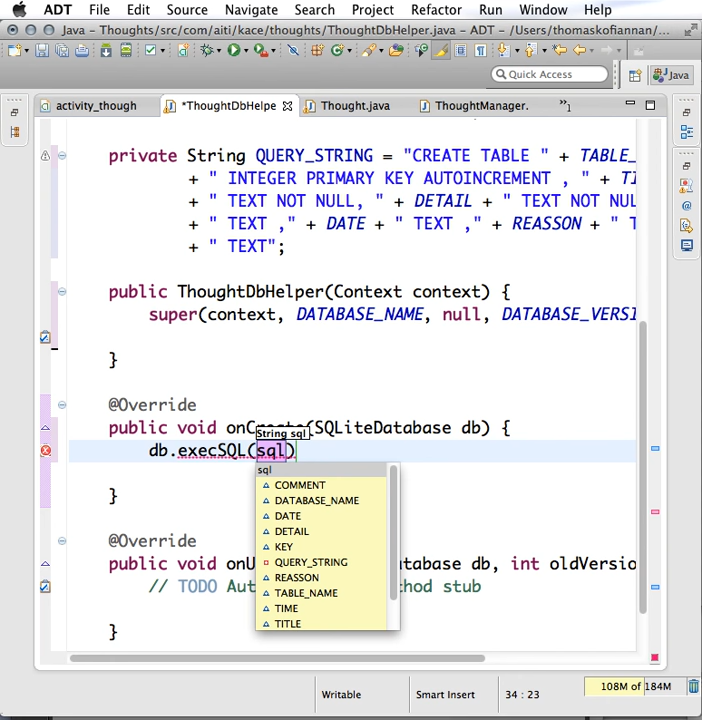 ADT File Edit Source Navigate Search Project Refactor Run Window Help
Java – Thoughts/src/com/aiti/kace/thoughts/ThoughtDbHelper.java – ADT – /Users/thomaskofiannan/...
Quick Access
Java
activity_though
*ThoughtDbHelpe
Thought.java
ThoughtManager.
»1
private String QUERY_STRING = "CREATE TABLE " + TABLE_
+ " INTEGER PRIMARY KEY AUTOINCREMENT , " + TI
+ " TEXT NOT NULL, " + DETAIL + " TEXT NOT NUL
+ " TEXT ," + DATE + " TEXT ," + REASSON + " T
+ " TEXT";
public ThoughtDbHelper(Context context) {
super(context, DATABASE_NAME, null, DATABASE_VERSI
}
@Override
public void onCreate(SQLiteDatabase db) {
String sql
db.execSQL(sql)
sql
COMMENT
DATABASE_NAME
DATE
DETAIL
KEY
QUERY_STRING
REASSON
TABLE_NAME
TIME
TITLE
}
@Override
public void onU
tabase db, int oldVersio
// TODO Aut
hod stub
}
Writable
Smart Insert
34 : 23
108M of 184M